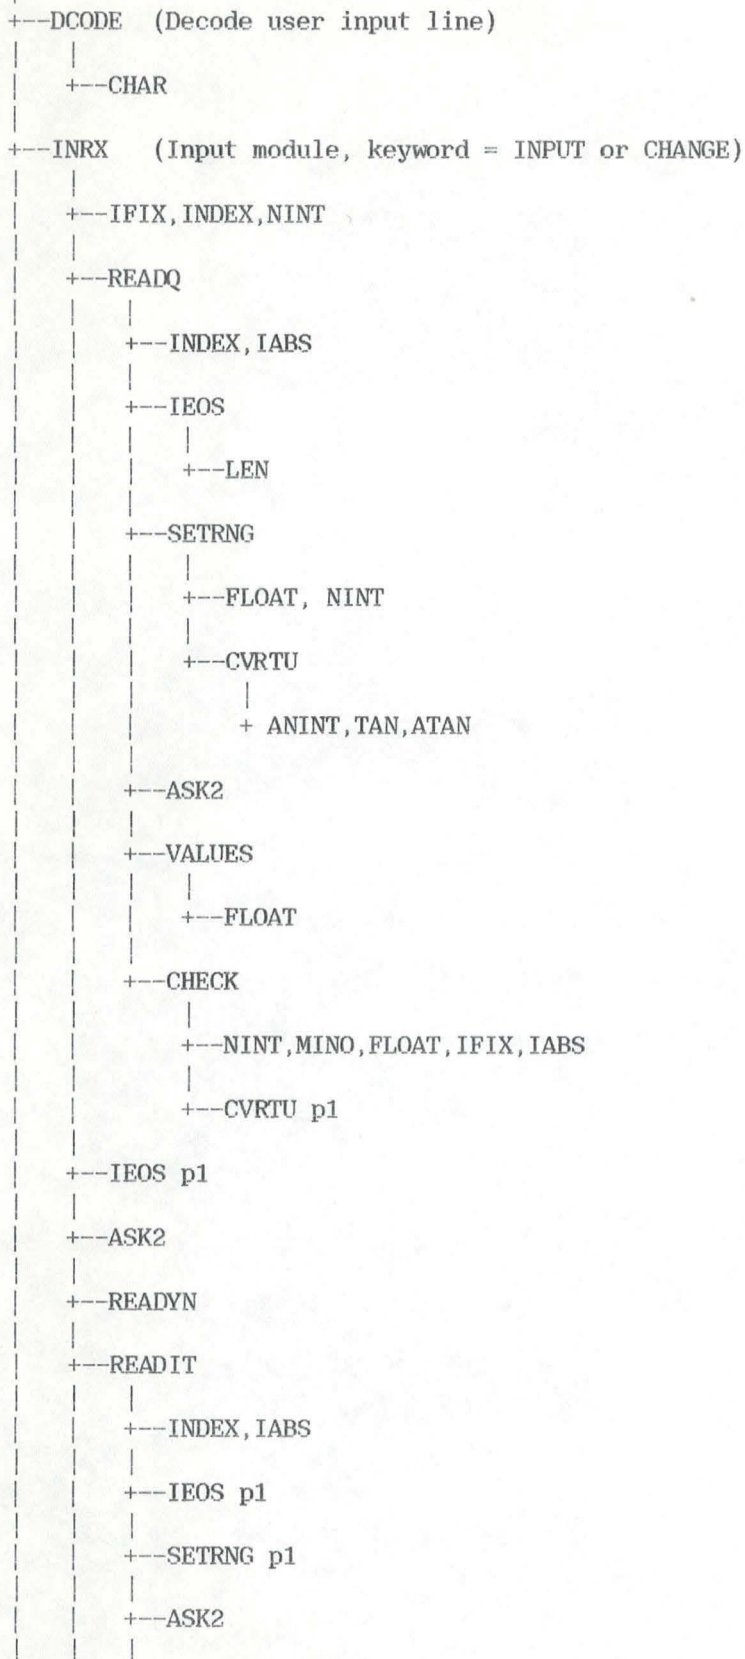 +--DCODE (Decode user input line)
+--CHAR
+--INRX (Input module, keyword = INPUT or CHANGE)
+--IFIX,INDEX,NINT
+--READQ
+--INDEX,IABS
+--IEOS
+--LEN
+--SETRNG
+--FLOAT, NINT
+--CVRTU
+ ANINT,TAN,ATAN
+--ASK2
+--VALUES
+--FLOAT
+--CHECK
+--NINT,MINO,FLOAT,IFIX,IABS
+--CVRTU p1
+--IEOS p1
+--ASK2
+--READYN
+--READIT
+--INDEX,IABS
+--IEOS p1
+--SETRNG p1
+--ASK2